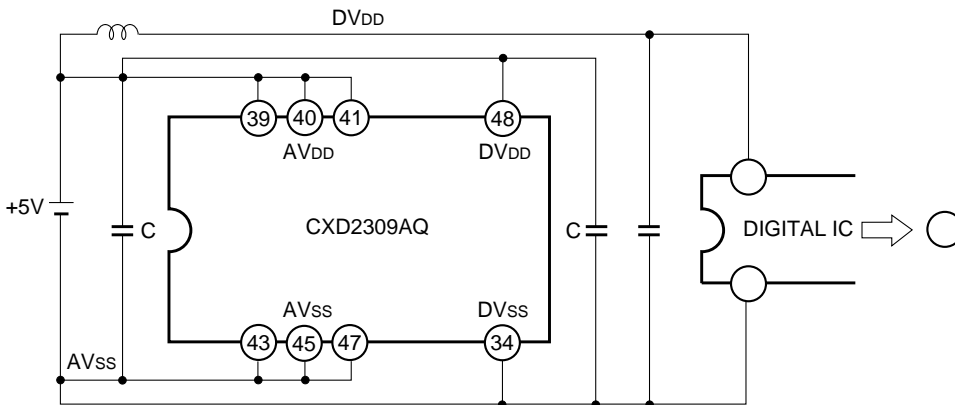 DVDD
39 40 41 48
AVDD DVDD
+5V C CXD2309AQ C DIGITAL IC
AVSS DVSS
43 45 47 34
AVSS